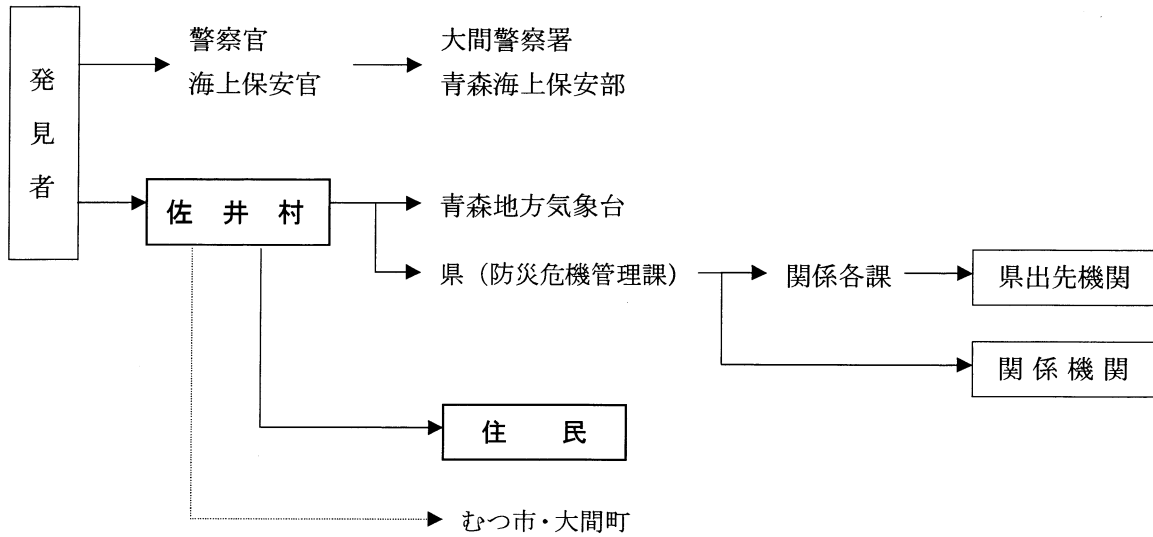 発見者
警察官
海上保安官
大間警察署
青森海上保安部
佐井村
青森地方気象台
県（防災危機管理課）
関係各課
県出先機関
関係機関
住民
むつ市・大間町